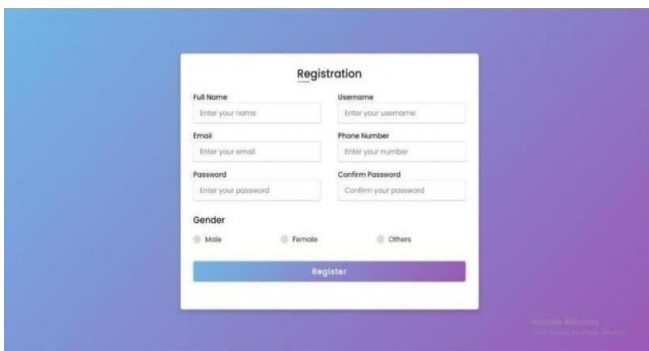 Registration
Full Name Username
Enter your name Enter your username
Email Phone Number
Enter your email Enter your number
Password Confirm Password
Enter your password Confirm your password
Gender
Male Female Others
Register
Activate Windows